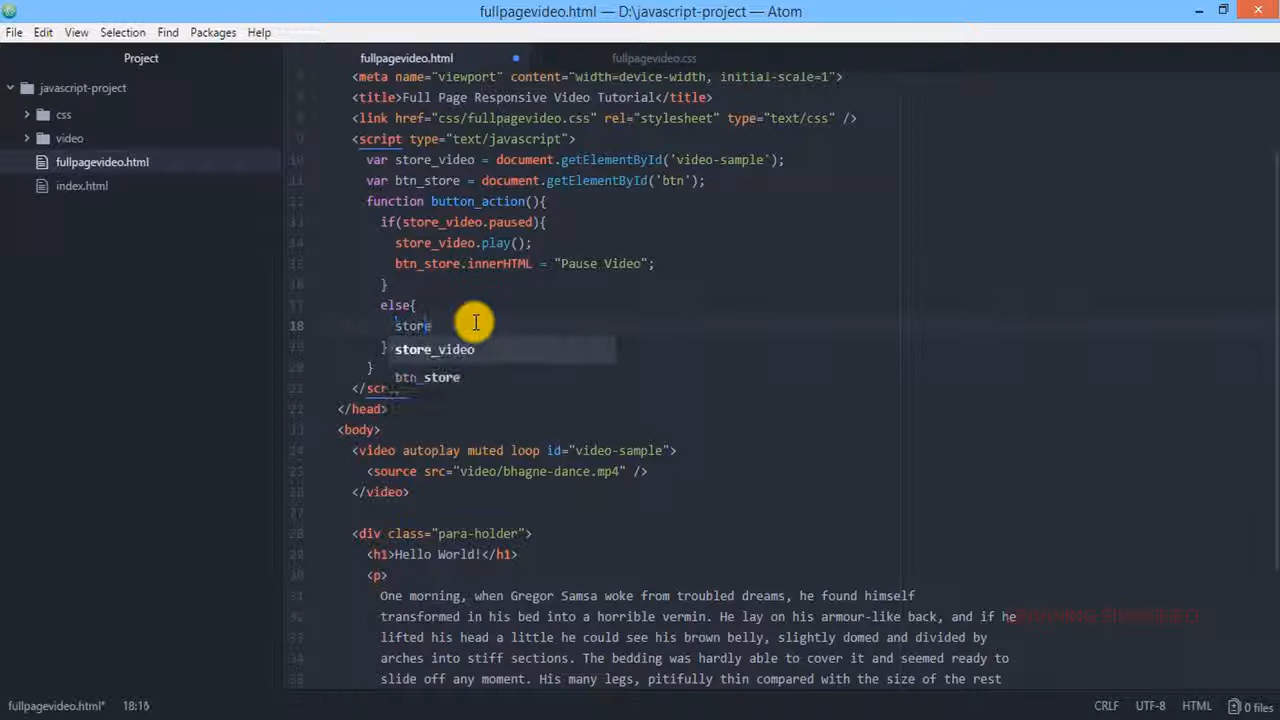 fullpagevideo.html — D:\javascript-project — Atom
File Edit View Selection Find Packages Help
Project
fullpagevideo.html
fullpagevideo.css
javascript-project
css
video
fullpagevideo.html
index.html
<meta name="viewport" content="width=device-width, initial-scale=1">
<title>Full Page Responsive Video Tutorial</title>
<link href="css/fullpagevideo.css" rel="stylesheet" type="text/css" />
<script type="text/javascript">
var store_video = document.getElementById('video-sample');
var btn_store = document.getElementById('btn');
function button_action(){
if(store_video.paused){
store_video.play();
btn_store.innerHTML = "Pause Video";
}
else{
18 store
} store_video
}
btn_store
</scr
</head>
<body>
<video autoplay muted loop id="video-sample">
<source src="video/bhagne-dance.mp4" />
</video>
<div class="para-holder">
<h1>Hello World!</h1>
<p>
One morning, when Gregor Samsa woke from troubled dreams, he found himself
transformed in his bed into a horrible vermin. He lay on his armour-like back, and if he
lifted his head a little he could see his brown belly, slightly domed and divided by
arches into stiff sections. The bedding was hardly able to cover it and seemed ready to
slide off any moment. His many legs, pitifully thin compared with the size of the rest
fullpagevideo.html* 18:16 CRLF UTF-8 HTML 0 files